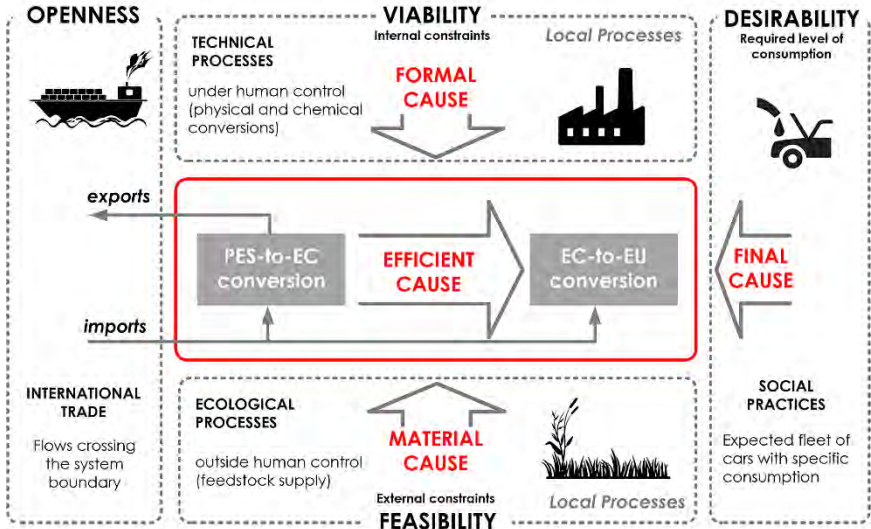 OPENNESS
exports
imports
INTERNATIONAL
TRADE
Flows crossing
the system
boundary
VIABILITY
Internal constraints
TECHNICAL
PROCESSES
under human control
(physical and chemical
conversions)
FORMAL
CAUSE
Local Processes
PES-to-EC
conversion
EFFICIENT
CAUSE
EC-to-EU
conversion
ECOLOGICAL
PROCESSES
outside human control
(feedstock supply)
MATERIAL
CAUSE
External constraints
FEASIBILITY
Local Processes
DESIRABILITY
Required level of
consumption
FINAL
CAUSE
SOCIAL
PRACTICES
Expected fleet of
cars with specific
consumption